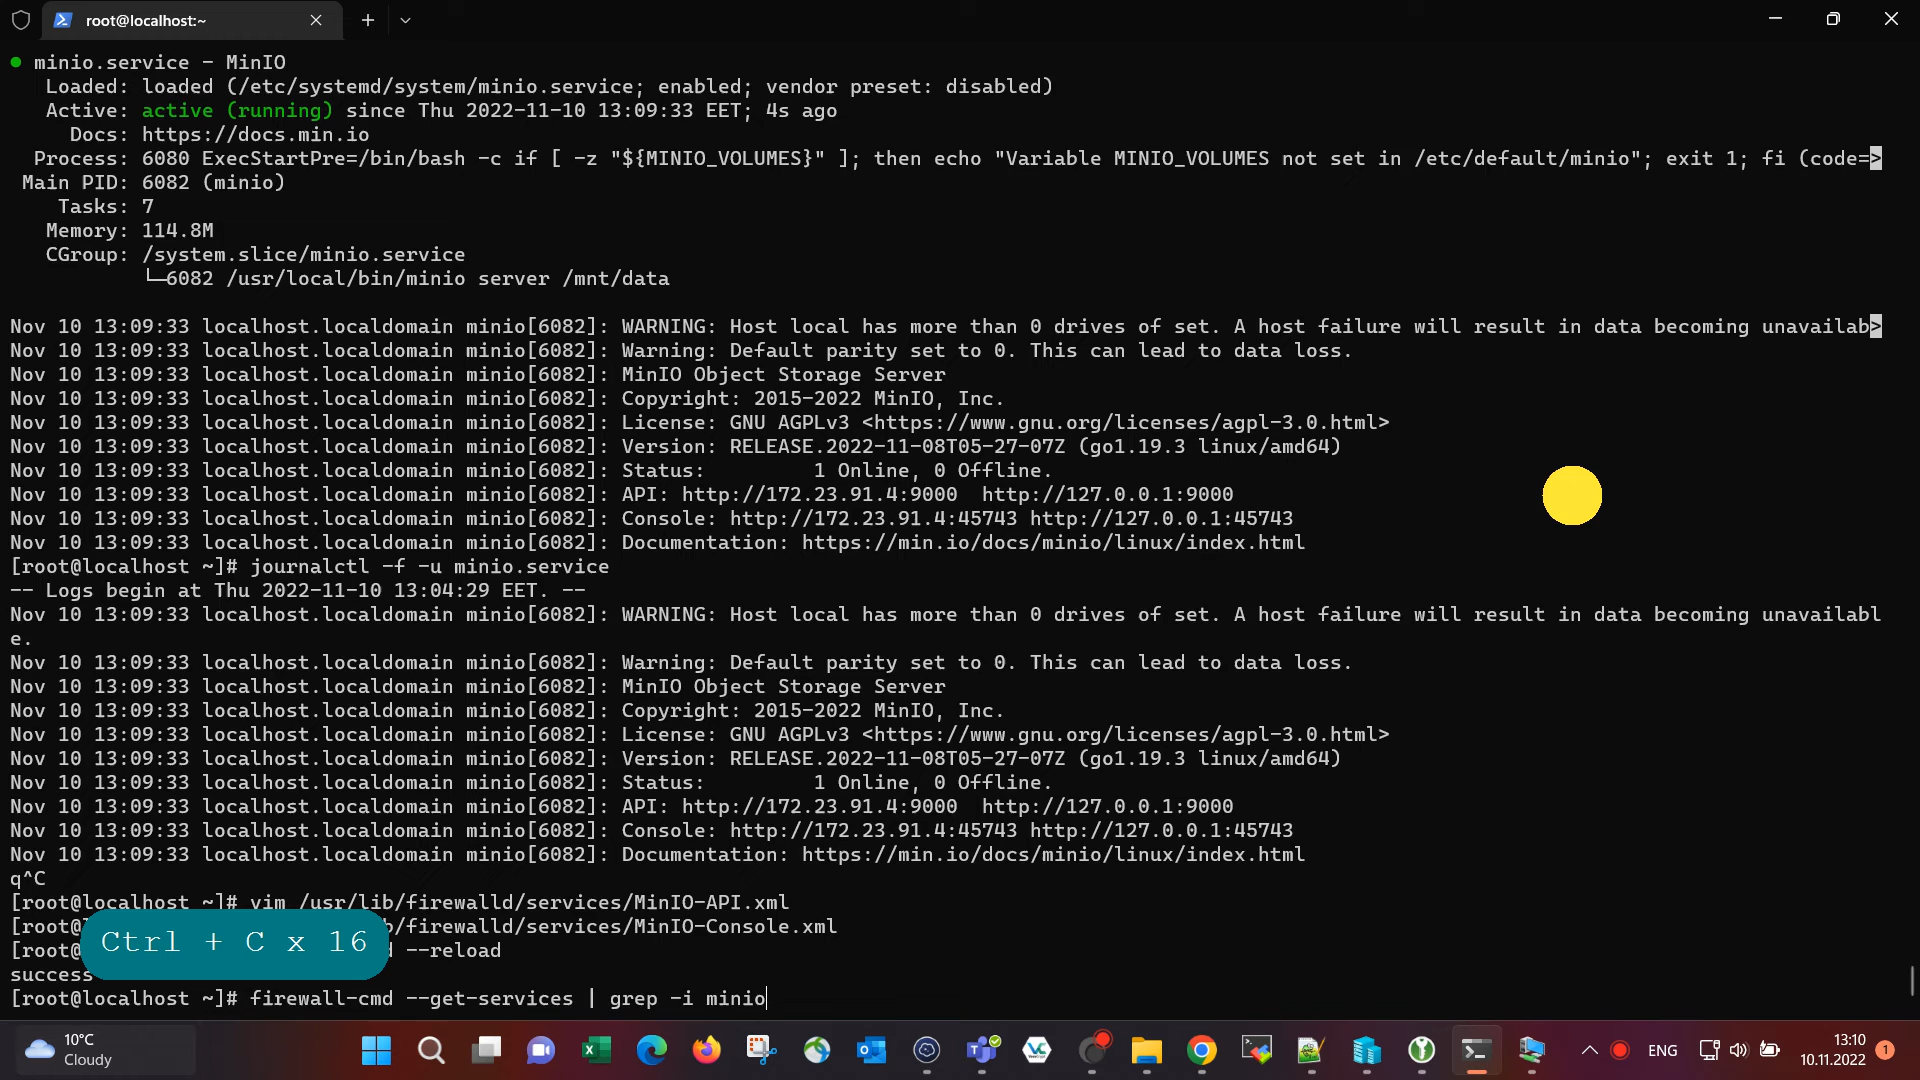 root@localhost:~
● minio.service - MinIO
Loaded: loaded (/etc/systemd/system/minio.service; enabled; vendor preset: disabled)
Active: active (running) since Thu 2022-11-10 13:09:33 EET; 4s ago
Docs: https://docs.min.io
Process: 6080 ExecStartPre=/bin/bash -c if [ -z "${MINIO_VOLUMES}" ]; then echo "Variable MINIO_VOLUMES not set in /etc/default/minio"; exit 1; fi (code=>
Main PID: 6082 (minio)
Tasks: 7
Memory: 114.8M
CGroup: /system.slice/minio.service
└─6082 /usr/local/bin/minio server /mnt/data
Nov 10 13:09:33 localhost.localdomain minio[6082]: WARNING: Host local has more than 0 drives of set. A host failure will result in data becoming unavailab>
Nov 10 13:09:33 localhost.localdomain minio[6082]: Warning: Default parity set to 0. This can lead to data loss.
Nov 10 13:09:33 localhost.localdomain minio[6082]: MinIO Object Storage Server
Nov 10 13:09:33 localhost.localdomain minio[6082]: Copyright: 2015-2022 MinIO, Inc.
Nov 10 13:09:33 localhost.localdomain minio[6082]: License: GNU AGPLv3 <https://www.gnu.org/licenses/agpl-3.0.html>
Nov 10 13:09:33 localhost.localdomain minio[6082]: Version: RELEASE.2022-11-08T05-27-07Z (go1.19.3 linux/amd64)
Nov 10 13:09:33 localhost.localdomain minio[6082]: Status:         1 Online, 0 Offline.
Nov 10 13:09:33 localhost.localdomain minio[6082]: API: http://172.23.91.4:9000  http://127.0.0.1:9000
Nov 10 13:09:33 localhost.localdomain minio[6082]: Console: http://172.23.91.4:45743 http://127.0.0.1:45743
Nov 10 13:09:33 localhost.localdomain minio[6082]: Documentation: https://min.io/docs/minio/linux/index.html
[root@localhost ~]# journalctl -f -u minio.service
-- Logs begin at Thu 2022-11-10 13:04:29 EET. --
Nov 10 13:09:33 localhost.localdomain minio[6082]: WARNING: Host local has more than 0 drives of set. A host failure will result in data becoming unavailabl
e.
Nov 10 13:09:33 localhost.localdomain minio[6082]: Warning: Default parity set to 0. This can lead to data loss.
Nov 10 13:09:33 localhost.localdomain minio[6082]: MinIO Object Storage Server
Nov 10 13:09:33 localhost.localdomain minio[6082]: Copyright: 2015-2022 MinIO, Inc.
Nov 10 13:09:33 localhost.localdomain minio[6082]: License: GNU AGPLv3 <https://www.gnu.org/licenses/agpl-3.0.html>
Nov 10 13:09:33 localhost.localdomain minio[6082]: Version: RELEASE.2022-11-08T05-27-07Z (go1.19.3 linux/amd64)
Nov 10 13:09:33 localhost.localdomain minio[6082]: Status:         1 Online, 0 Offline.
Nov 10 13:09:33 localhost.localdomain minio[6082]: API: http://172.23.91.4:9000  http://127.0.0.1:9000
Nov 10 13:09:33 localhost.localdomain minio[6082]: Console: http://172.23.91.4:45743 http://127.0.0.1:45743
Nov 10 13:09:33 localhost.localdomain minio[6082]: Documentation: https://min.io/docs/minio/linux/index.html
q^C
[root@localhost ~]# vim /usr/lib/firewalld/services/MinIO-API.xml
[root@ b/firewalld/services/MinIO-Console.xml
[root@ d --reload
success
Ctrl + C x 16
[root@localhost ~]# firewall-cmd --get-services | grep -i minio
10°C
Cloudy
ENG
13:10
10.11.2022
1